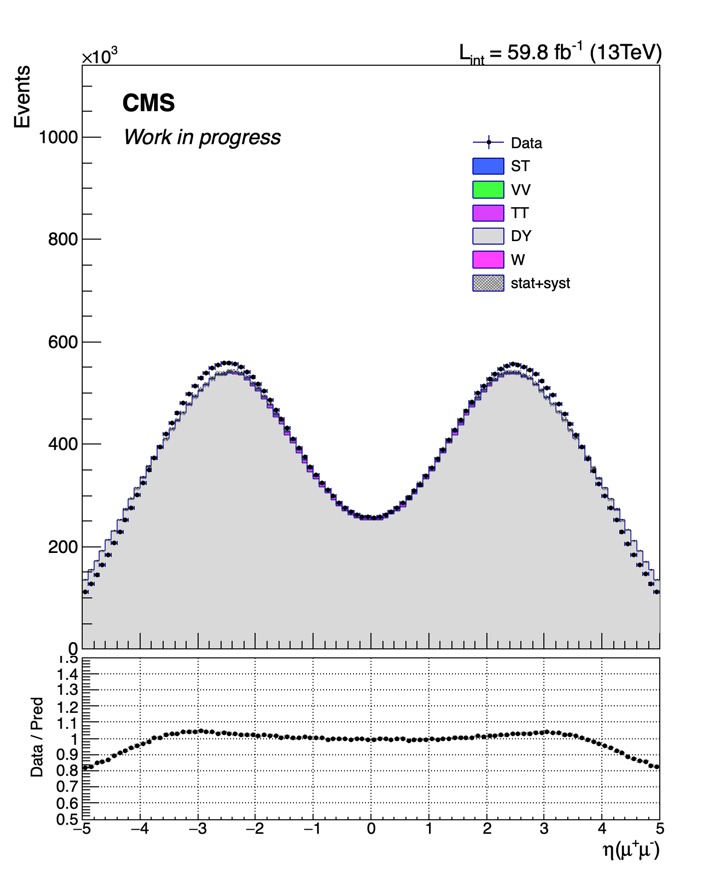 ×10³
L_int = 59.8 fb⁻¹ (13TeV)
Events
CMS
Work in progress
Data
ST
VV
TT
DY
W
stat+syst
1000
800
600
400
200
0
1.5
1.4
1.3
1.2
1.1
1
0.9
0.8
0.7
0.6
0.5
Data / Pred
−5 −4 −3 −2 −1 0 1 2 3 4 5
η(μ⁺μ⁻)